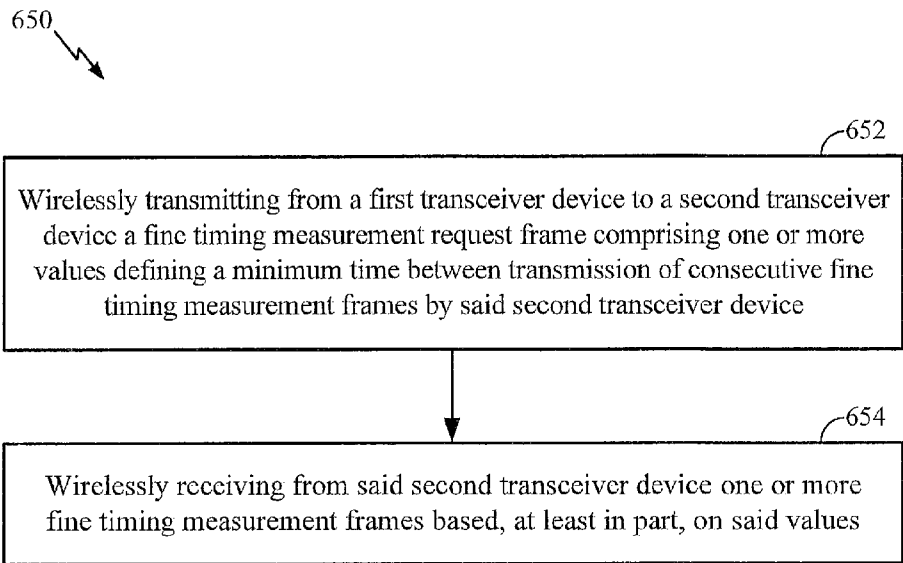 650
652
Wirelessly transmitting from a first transceiver device to a second transceiver
device a fine timing measurement request frame comprising one or more
values defining a minimum time between transmission of consecutive fine
timing measurement frames by said second transceiver device
654
Wirelessly receiving from said second transceiver device one or more
fine timing measurement frames based, at least in part, on said values